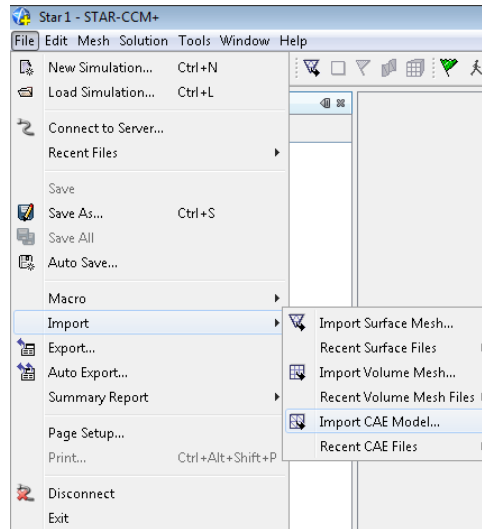 Star 1 - STAR-CCM+
File Edit Mesh Solution Tools Window Help
New Simulation... Ctrl+N
Load Simulation... Ctrl+L
Connect to Server...
Recent Files
Save
Save As... Ctrl+S
Save All
Auto Save...
Macro
Import
Import Surface Mesh...
Export...
Recent Surface Files
Auto Export...
Import Volume Mesh...
Summary Report
Recent Volume Mesh Files
Import CAE Model...
Page Setup...
Recent CAE Files
Print... Ctrl+Alt+Shift+P
Disconnect
Exit